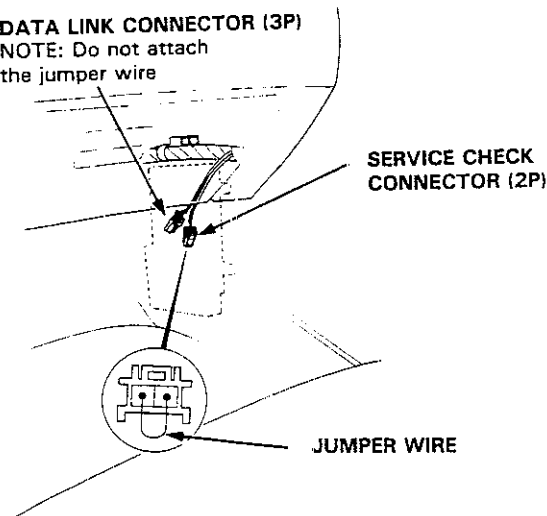 DATA LINK CONNECTOR (3P)
NOTE: Do not attach
the jumper wire
SERVICE CHECK
CONNECTOR (2P)
JUMPER WIRE